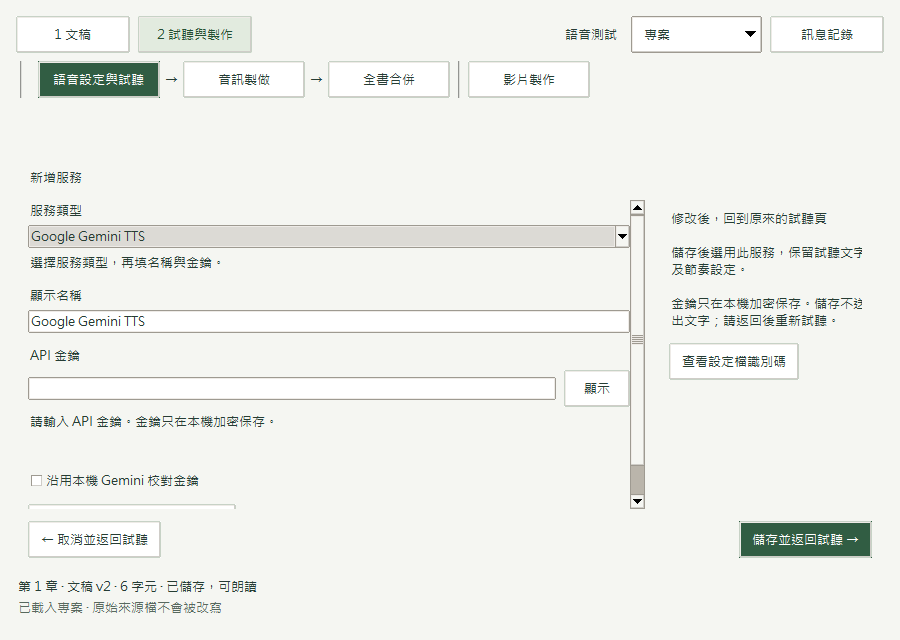 1 文稿
2 試聽與製作
語音測試
專案
訊息記錄
語音設定與試聽 →
音訊製做 →
全書合併
影片製作
新增服務
服務類型
Google Gemini TTS
選擇服務類型，再填名稱與金鑰。
顯示名稱
Google Gemini TTS
API 金鑰
顯示
請輸入 API 金鑰。金鑰只在本機加密保存。
沿用本機 Gemini 校對金鑰
修改後，回到原來的試聽頁
儲存後選用此服務，保留試聽文字
及節奏設定。
金鑰只在本機加密保存。儲存不送
出文字；請返回後重新試聽。
查看設定檔識別碼
← 取消並返回試聽
儲存並返回試聽 →
第 1 章 · 文稿 v2 · 6 字元 · 已儲存，可朗讀
已載入專案 · 原始來源檔不會被改寫